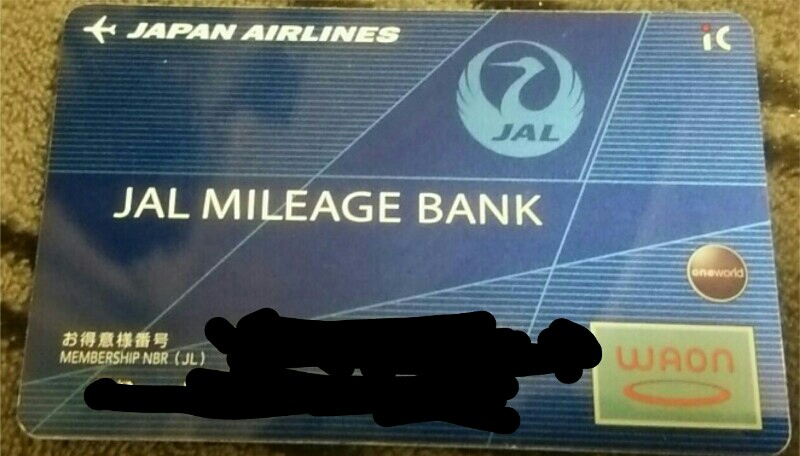 JAPAN AIRLINES
iC
JAL
JAL MILEAGE BANK
oneworld
お得意様番号
MEMBERSHIP NBR (JL)
WAON